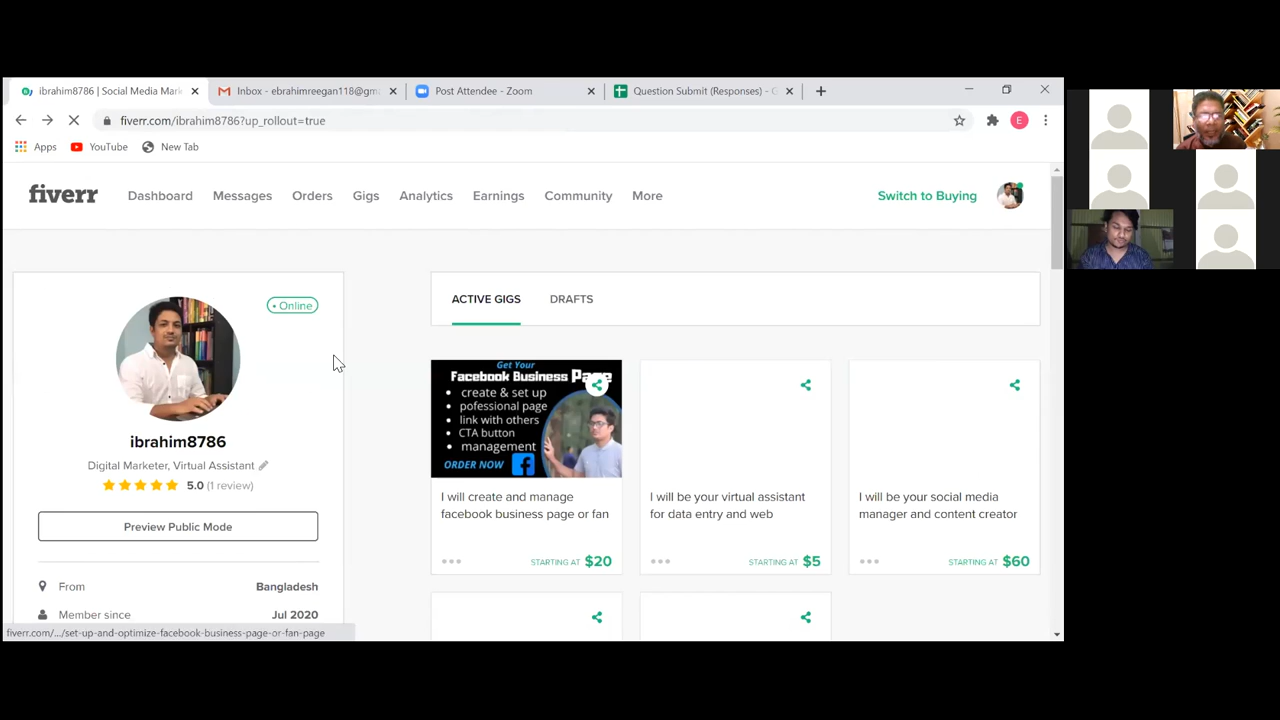 ibrahim8786 | Social Media Mark
Inbox - ebrahimreegan118@gm
Post Attendee - Zoom
Question Submit (Responses) - G
fiverr.com/ibrahim8786?up_rollout=true
E
Apps
YouTube
New Tab
fiverr
Dashboard
Messages
Orders
Gigs
Analytics
Earnings
Community
More
Switch to Buying
• Online
ibrahim8786
Digital Marketer, Virtual Assistant
5.0 (1 review)
Preview Public Mode
From Bangladesh
Member since Jul 2020
ACTIVE GIGS
DRAFTS
Get Your
Facebook Business Page
• create & set up
• pofessional page
• link with others
• CTA button
• management
ORDER NOW
I will create and manage
facebook business page or fan
STARTING AT $20
I will be your virtual assistant
for data entry and web
STARTING AT $5
I will be your social media
manager and content creator
STARTING AT $60
fiverr.com/.../set-up-and-optimize-facebook-business-page-or-fan-page